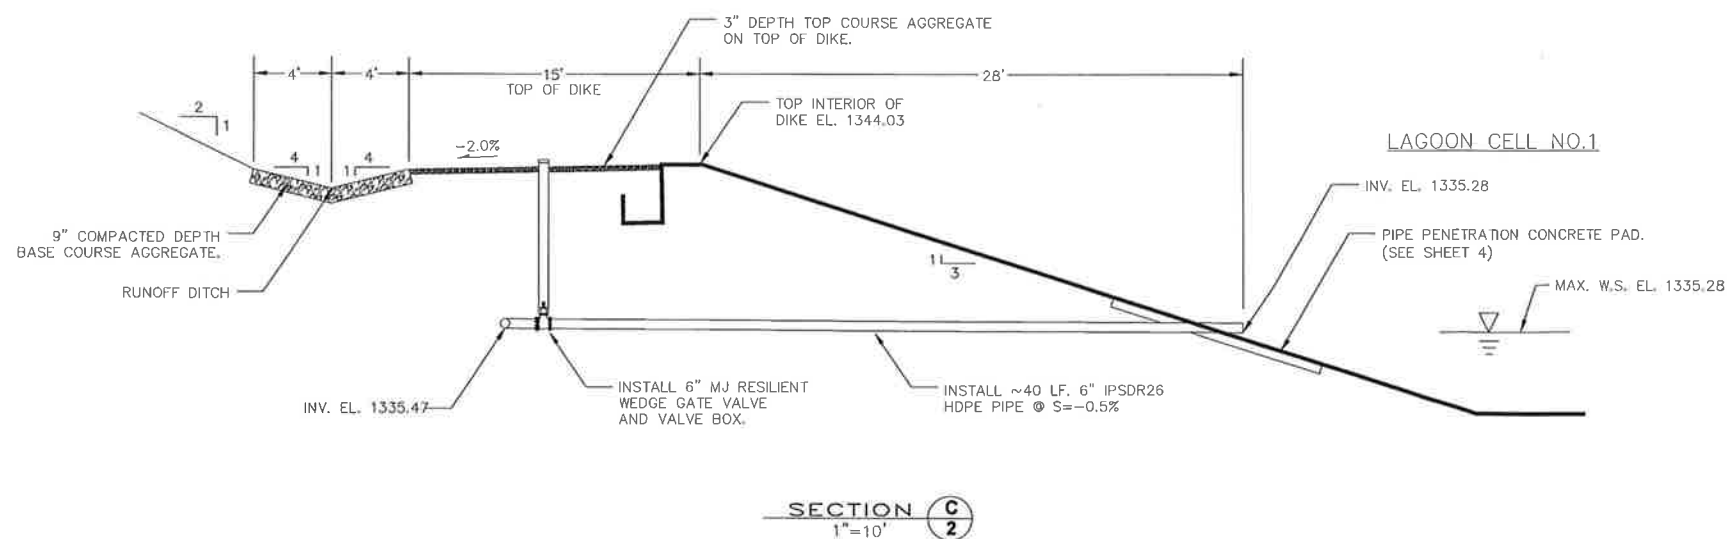 3" DEPTH TOP COURSE AGGREGATE
ON TOP OF DIKE.
4'
4'
15'
TOP OF DIKE
28'
TOP INTERIOR OF
DIKE EL. 1344.03
2
1
-2.0%
4
1
1
4
LAGOON CELL NO.1
INV. EL. 1335.28
9" COMPACTED DEPTH
BASE COURSE AGGREGATE.
PIPE PENETRATION CONCRETE PAD.
(SEE SHEET 4)
1
3
RUNOFF DITCH
MAX. W.S. EL. 1335.28
INV. EL. 1335.47
INSTALL 6" MJ RESILIENT
WEDGE GATE VALVE
AND VALVE BOX.
INSTALL ~40 LF. 6" IPSDR26
HDPE PIPE @ S=-0.5%
SECTION
1"=10'
C
2